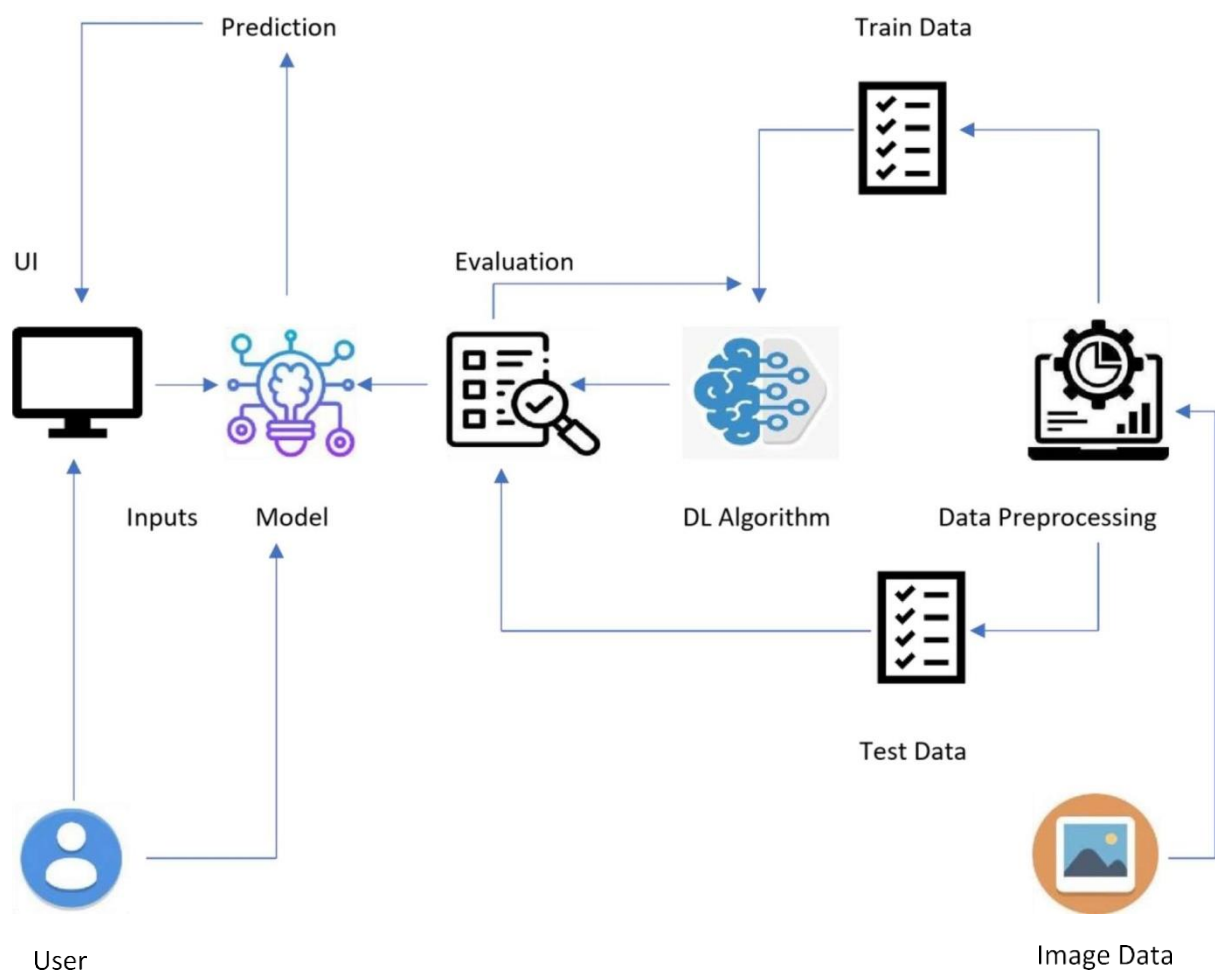 Prediction
Train Data
UI
Evaluation
Inputs
Model
DL Algorithm
Data Preprocessing
Test Data
User
Image Data